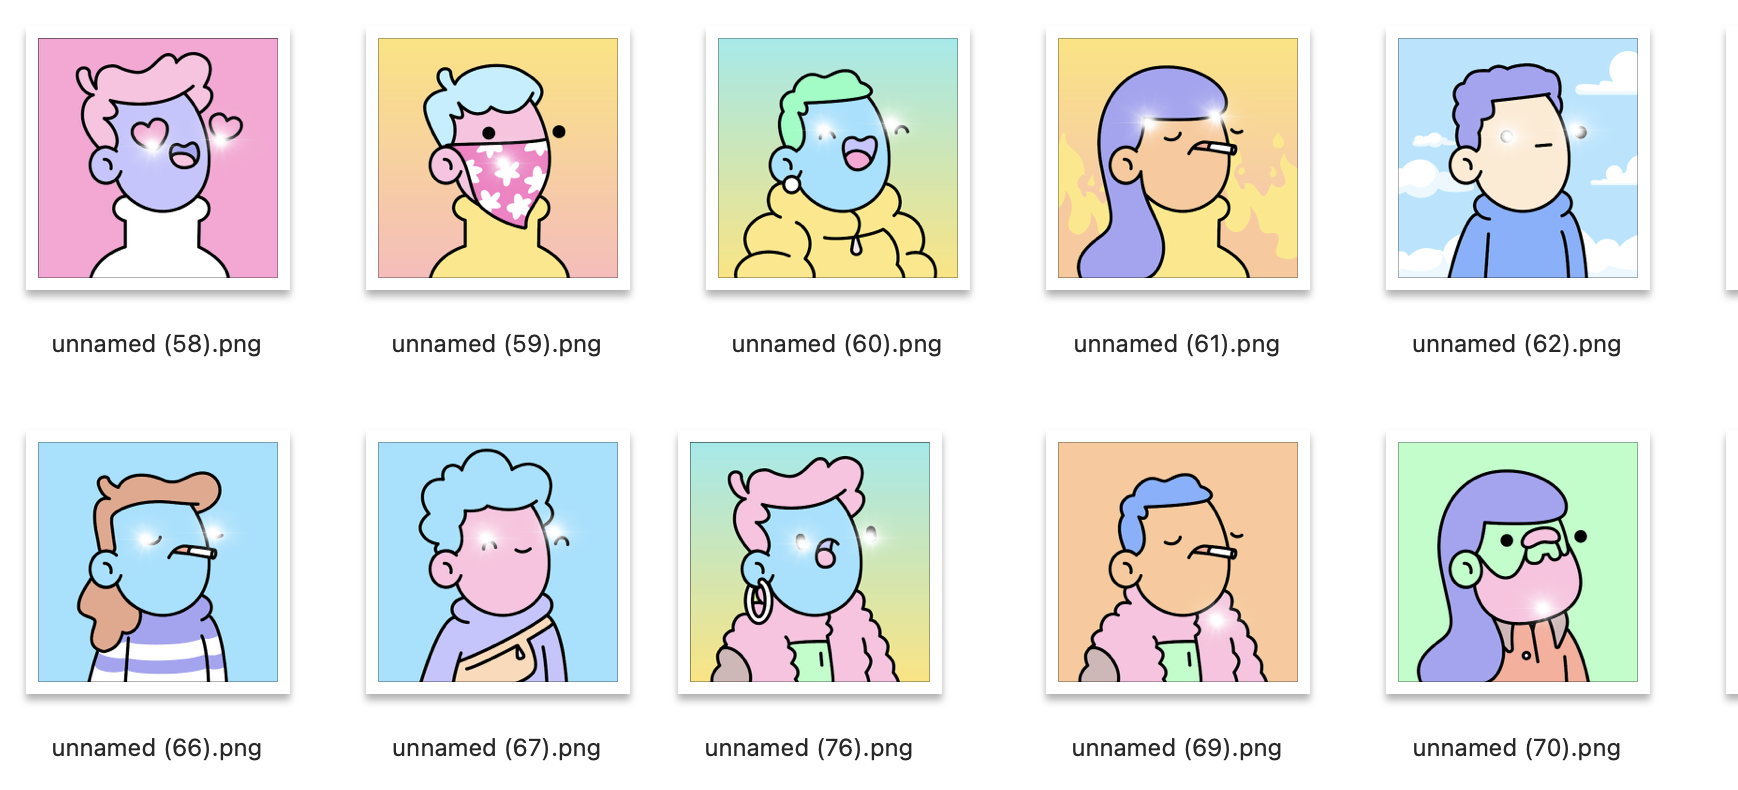 unnamed (58).png
unnamed (59).png
unnamed (60).png
unnamed (61).png
unnamed (62).png
unnamed (66).png
unnamed (67).png
unnamed (76).png
unnamed (69).png
unnamed (70).png